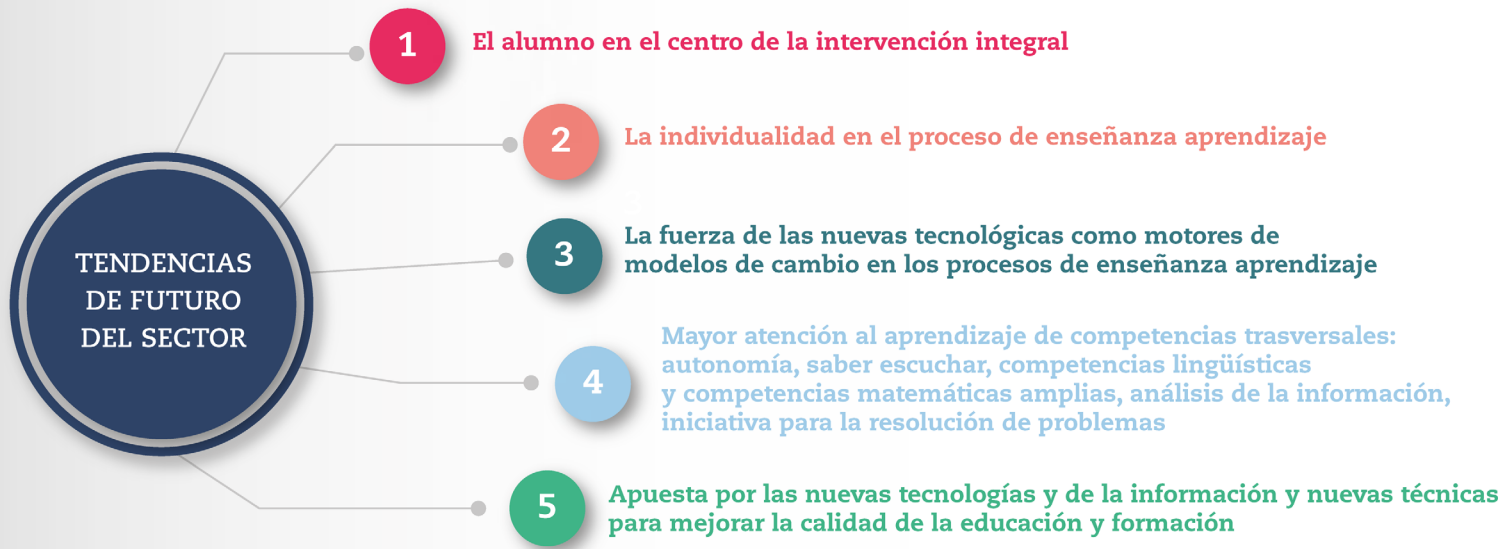 TENDENCIAS
DE FUTURO
DEL SECTOR
1
El alumno en el centro de la intervención integral
2
La individualidad en el proceso de enseñanza aprendizaje
3
La fuerza de las nuevas tecnológicas como motores de
modelos de cambio en los procesos de enseñanza aprendizaje
4
Mayor atención al aprendizaje de competencias trasversales:
autonomía, saber escuchar, competencias lingüísticas
y competencias matemáticas amplias, análisis de la información,
iniciativa para la resolución de problemas
5
Apuesta por las nuevas tecnologías y de la información y nuevas técnicas
para mejorar la calidad de la educación y formación